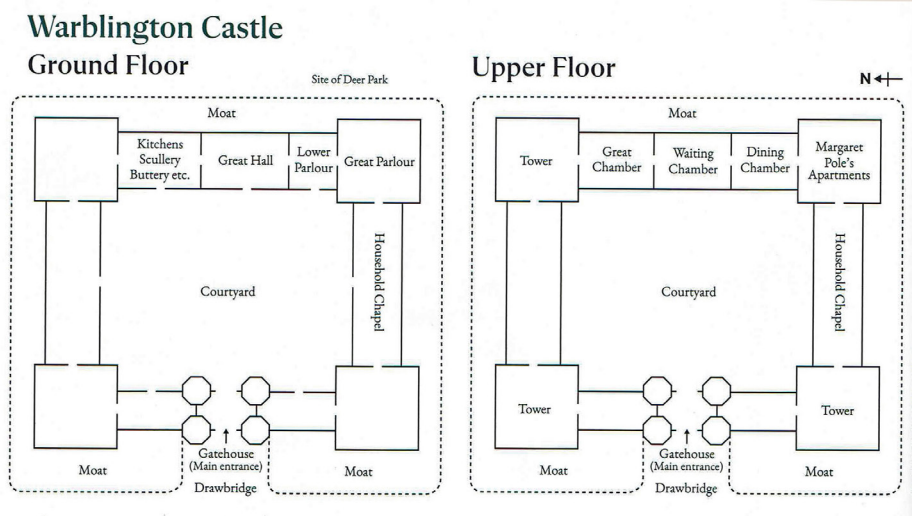 Warblington Castle
Ground Floor
Site of Deer Park
Moat
Kitchens
Scullery
Buttery etc.
Great Hall
Lower
Parlour
Great Parlour
Household Chapel
Courtyard
Gatehouse
(Main entrance)
Moat
Drawbridge
Moat
Upper Floor
N
Moat
Tower
Great
Chamber
Waiting
Chamber
Dining
Chamber
Margaret
Pole's
Apartments
Household Chapel
Courtyard
Tower
Tower
Gatehouse
(Main entrance)
Moat
Drawbridge
Moat